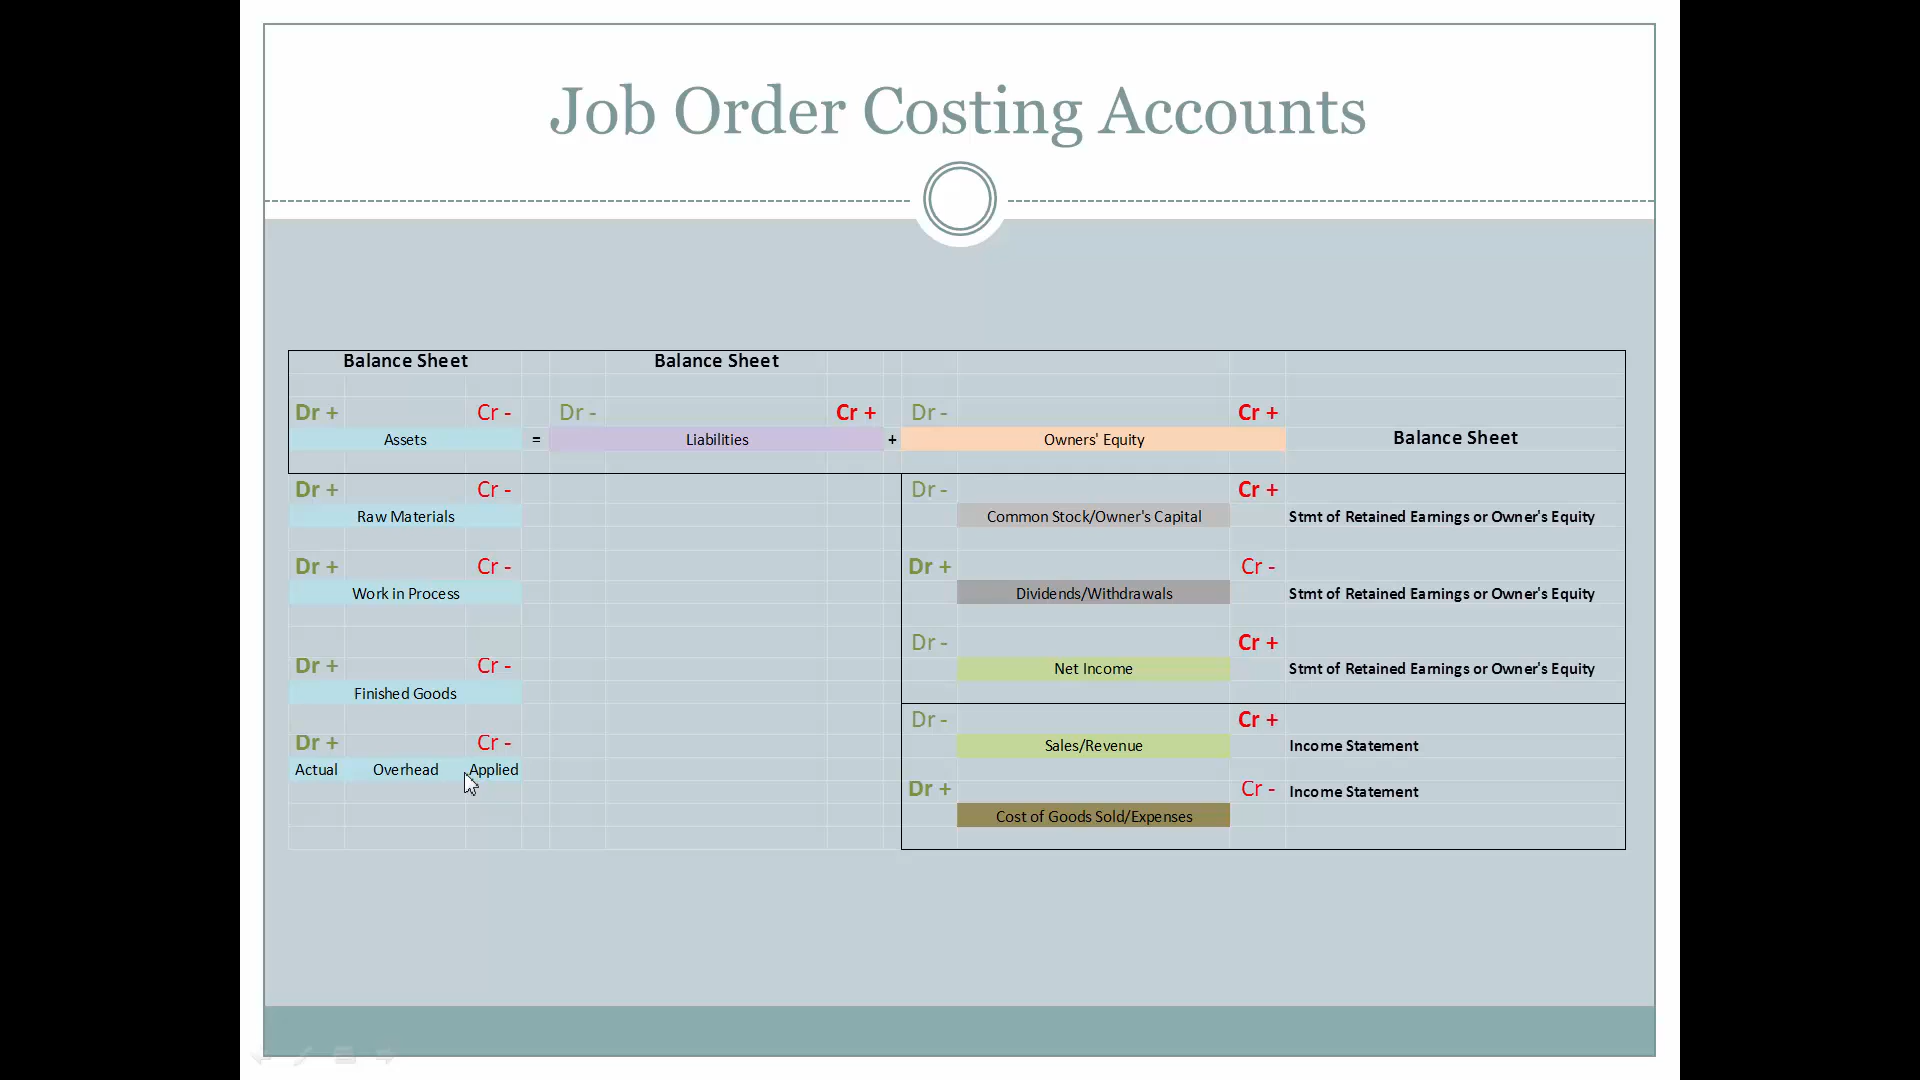 Job Order Costing Accounts
Balance Sheet Balance Sheet
Dr + Cr - Dr - Cr + Dr - Cr +
Assets = Liabilities + Owners' Equity Balance Sheet
Dr + Cr - Dr - Cr +
Raw Materials Common Stock/Owner's Capital Stmt of Retained Earnings or Owner's Equity
Dr + Cr - Dr + Cr -
Work in Process Dividends/Withdrawals Stmt of Retained Earnings or Owner's Equity
Dr - Cr +
Dr + Cr - Net Income Stmt of Retained Earnings or Owner's Equity
Finished Goods
Dr - Cr +
Dr + Cr - Sales/Revenue Income Statement
Actual Overhead Applied
Dr + Cr - Income Statement
Cost of Goods Sold/Expenses